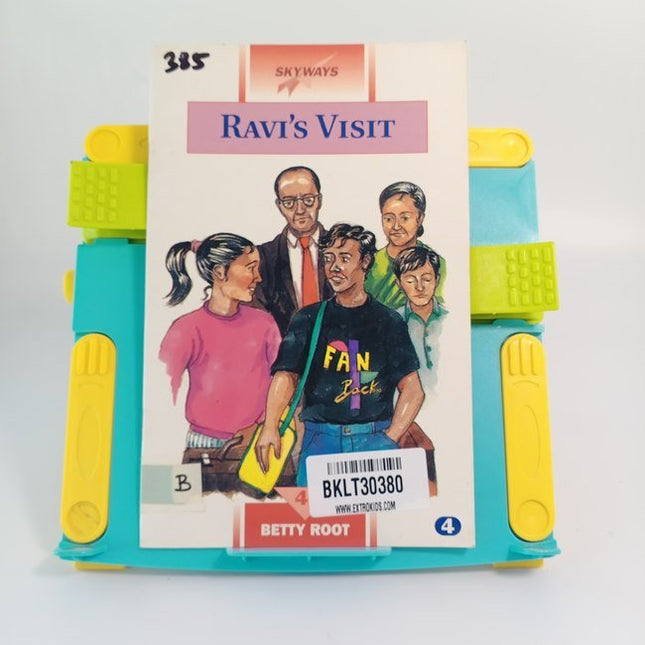 385
SKYWAYS
RAVI'S VISIT
FAN
Back
B
4
BKLT30380
WWW.EXTROKIDS.COM
BETTY ROOT
4